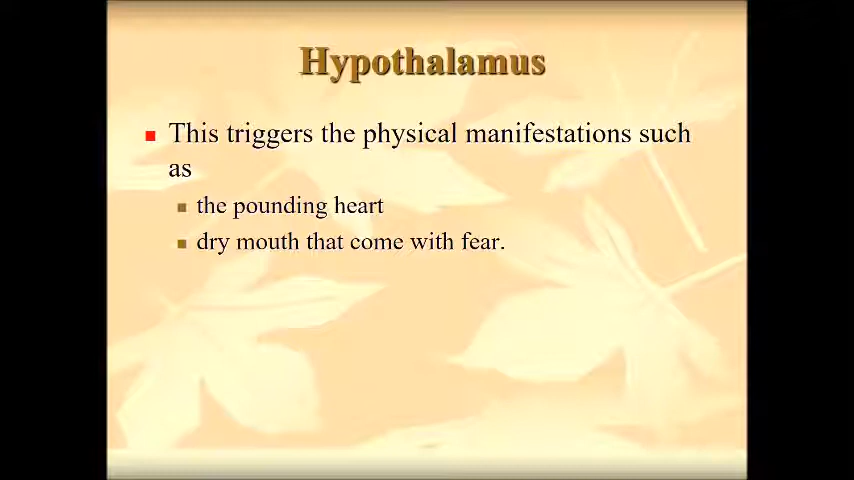 Hypothalamus
This triggers the physical manifestations such
as
the pounding heart
dry mouth that come with fear.